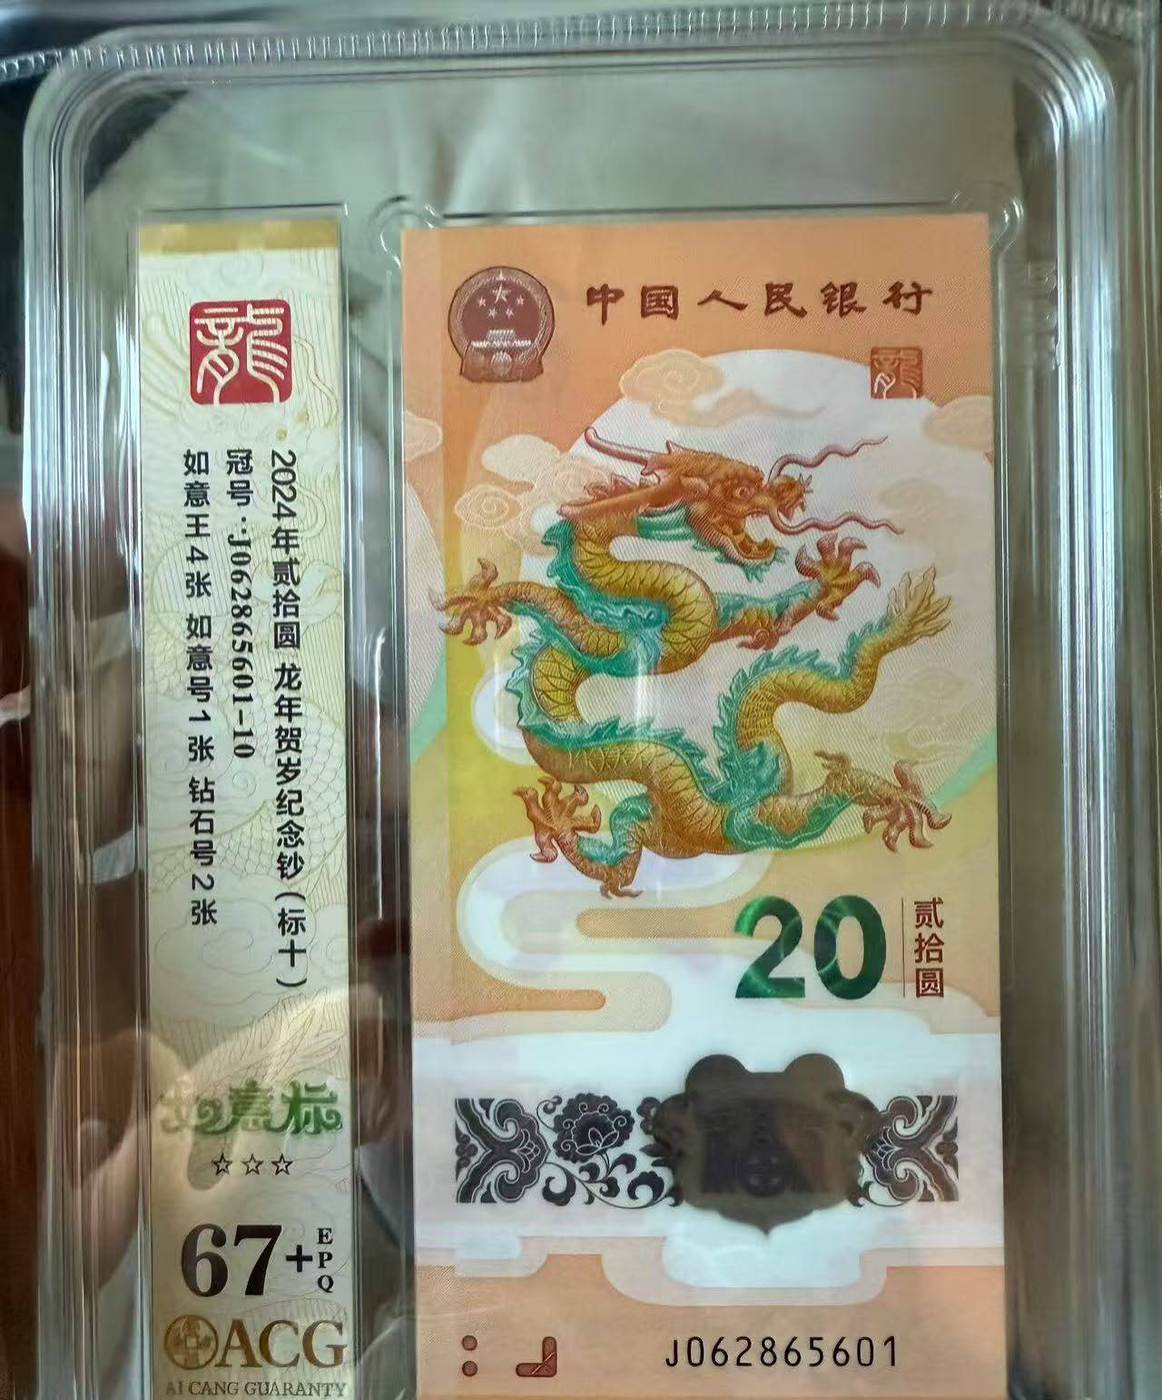 龍
2024年贰拾圆 龙年贺岁纪念钞(标十)
冠号:J062865601-10
如意王4张 如意号1张 钻石号2张
如意标
☆☆☆
67+EPQ
ACG
AI CANG GUARANTY
中国人民银行
龍
20
贰拾圆
J062865601